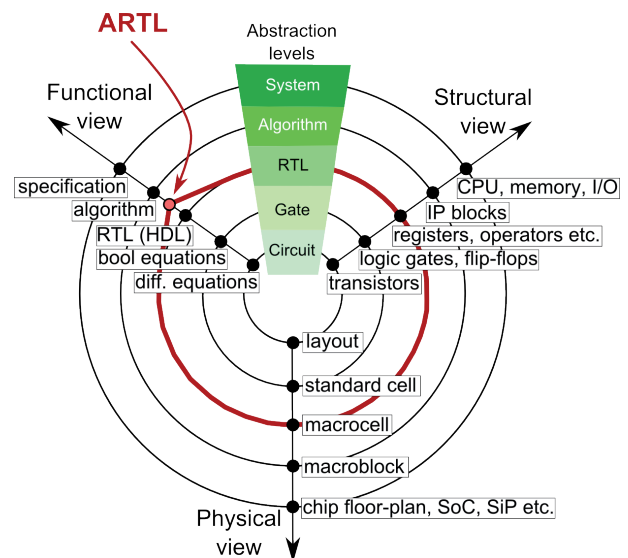 ARTL
Abstraction
levels
Functional
view
Structural
view
System
Algorithm
RTL
Gate
Circuit
specification
algorithm
RTL (HDL)
bool equations
diff. equations
CPU, memory, I/O
IP blocks
registers, operators etc.
logic gates, flip-flops
transistors
layout
standard cell
macrocell
macroblock
chip floor-plan, SoC, SiP etc.
Physical
view